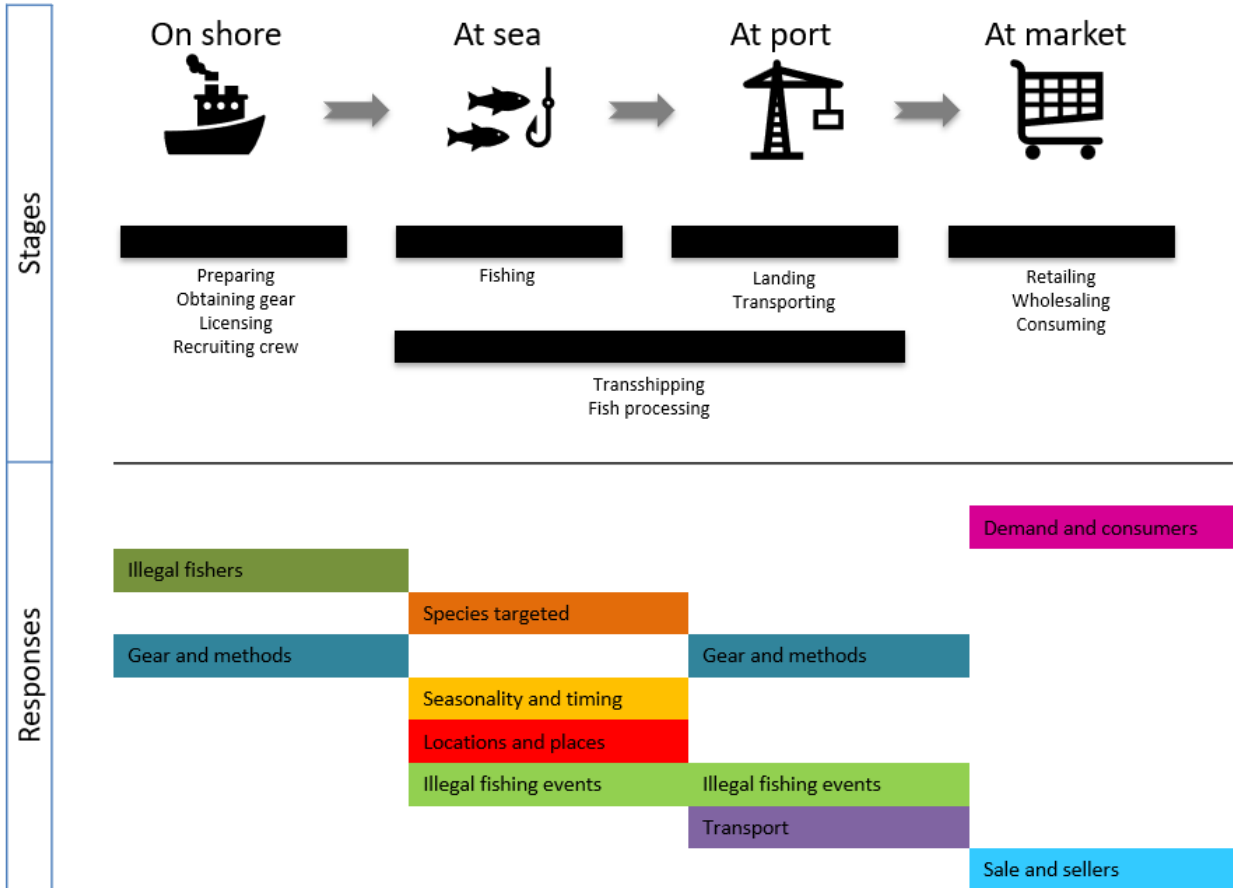 On shore
At sea
At port
At market
Stages
Preparing
Obtaining gear
Licensing
Recruiting crew
Fishing
Landing
Transporting
Retailing
Wholesaling
Consuming
Transshipping
Fish processing
Responses
Demand and consumers
Illegal fishers
Species targeted
Gear and methods
Gear and methods
Seasonality and timing
Locations and places
Illegal fishing events
Illegal fishing events
Transport
Sale and sellers